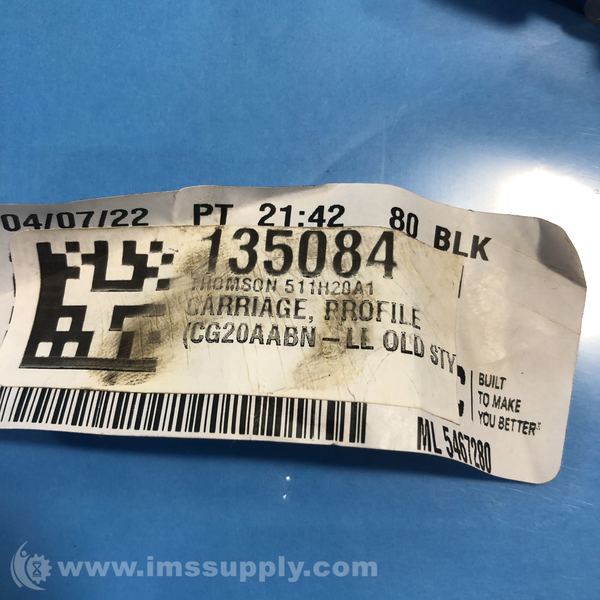 04/07/22 PT 21:42 80 BLK
135084
THOMSON 511H20A1
CARRIAGE, PROFILE
(CG20AABN - LL OLD STY
BUILT
TO MAKE
YOU BETTER
ML 5467280
www.imssupply.com